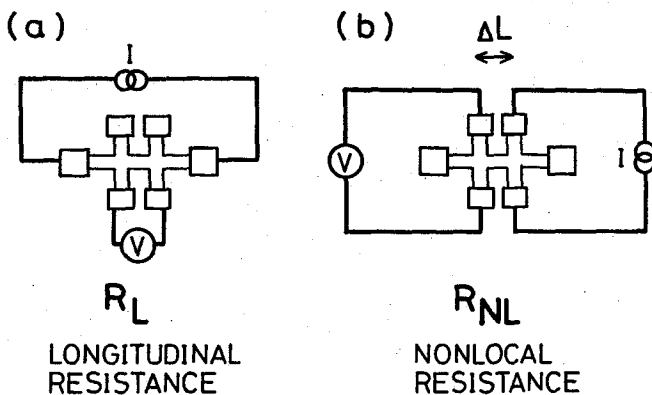 (a)
I
V
R_L
LONGITUDINAL
RESISTANCE
(b)
ΔL
V
I
R_NL
NONLOCAL
RESISTANCE